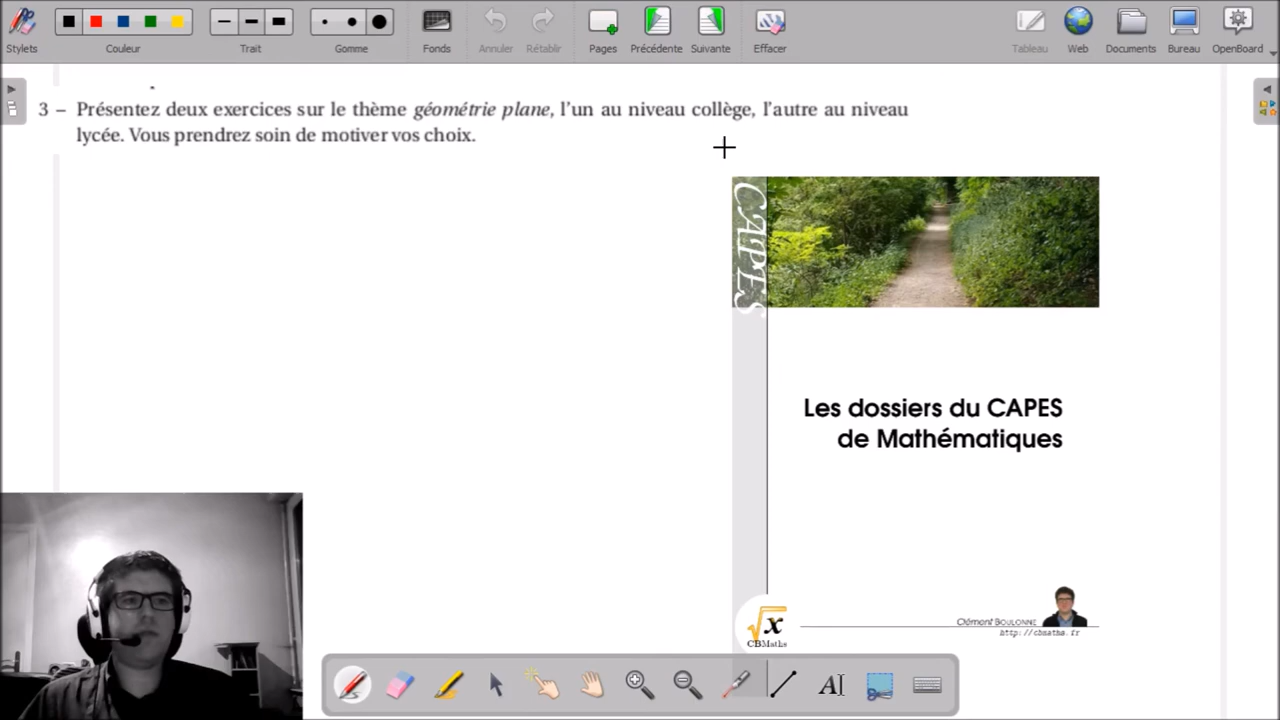 Stylets
Couleur
Trait
Gomme
Fonds
Annuler
Rétablir
Pages
Précédente
Suivante
Effacer
Tableau
Web
Documents
Bureau
OpenBoard
3 – Présentez deux exercices sur le thème géométrie plane, l'un au niveau collège, l'autre au niveau
lycée. Vous prendrez soin de motiver vos choix.
CAPES
Les dossiers du CAPES
de Mathématiques
Clément BOULONNE
http://cbmaths.fr
√x
CBMaths
AI